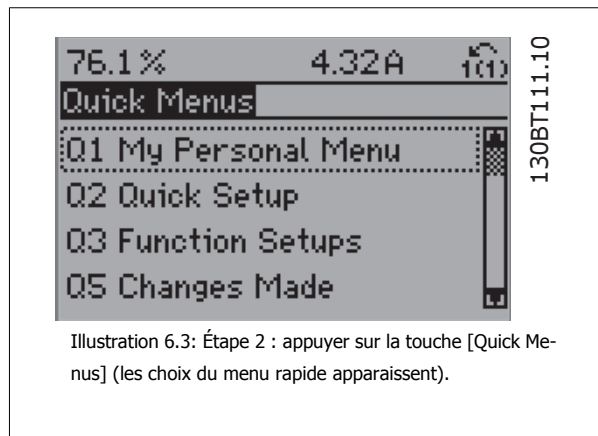 76.1% 4.32A 1(1)
Quick Menus
Q1 My Personal Menu
Q2 Quick Setup
Q3 Function Setups
Q5 Changes Made
130BT111.10
Illustration 6.3: Étape 2 : appuyer sur la touche [Quick Me-
nus] (les choix du menu rapide apparaissent).